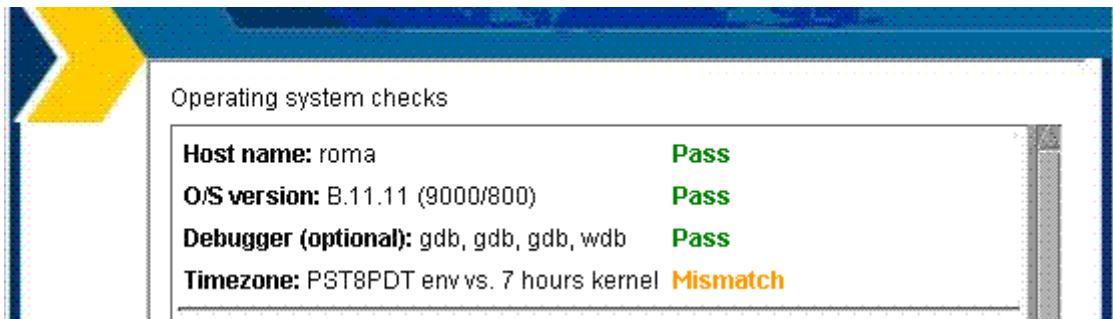 Operating system checks
Host name: roma Pass
O/S version: B.11.11 (9000/800) Pass
Debugger (optional): gdb, gdb, gdb, wdb Pass
Timezone: PST8PDT env vs. 7 hours kernel Mismatch